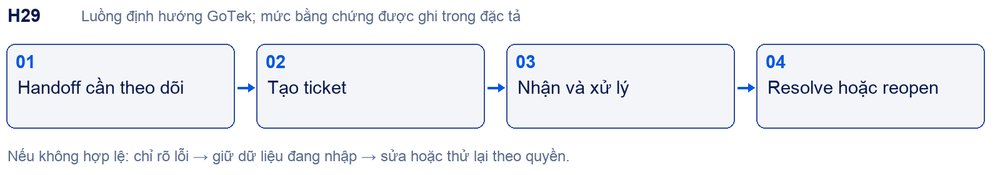 H29 Luồng định hướng GoTek; mức bằng chứng được ghi trong đặc tả
01
Handoff cần theo dõi
02
Tạo ticket
03
Nhận và xử lý
04
Resolve hoặc reopen
Nếu không hợp lệ: chỉ rõ lỗi → giữ dữ liệu đang nhập → sửa hoặc thử lại theo quyền.